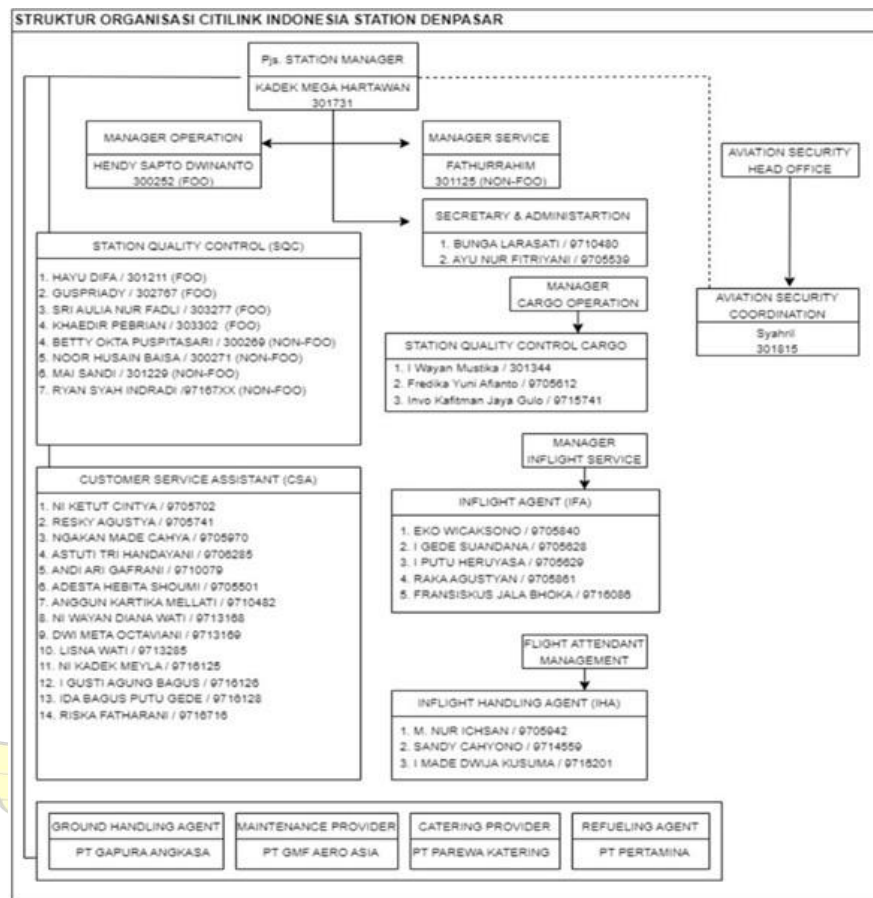 STRUKTUR ORGANISASI CITILINK INDONESIA STATION DENPASAR
Pjs. STATION MANAGER
KADEK MEGA HARTAWAN
301731
MANAGER OPERATION
HENDY SAPTO DWINANTO
300252 (FOO)
MANAGER SERVICE
FATHURRAHIM
301125 (NON-FOO)
AVIATION SECURITY
HEAD OFFICE
SECRETARY & ADMINISTARTION
1. BUNGA LARASATI / 9710480
2. AYU NUR FITRIYANI / 9705539
STATION QUALITY CONTROL (SQC)
1. HAYU DIFA / 301211 (FOO)
2. GUSPRIADY / 302767 (FOO)
3. SRI AULIA NUR FADLI / 303277 (FOO)
4. KHAEDIR PEBRIAN / 303302 (FOO)
5. BETTY OKTA PUSPITASARI / 300269 (NON-FOO)
5. NOOR HUSAIN BAISA / 300271 (NON-FOO)
6. MAI SANDI / 301229 (NON-FOO)
7. RYAN SYAH INDRADI /97167XX (NON-FOO)
MANAGER
CARGO OPERATION
STATION QUALITY CONTROL CARGO
1. I Wayan Mustika / 301344
2. Fredika Yuni Afianto / 9705612
3. Invo Kafitman Jaya Gulo / 9715741
AVIATION SECURITY
COORDINATION
Syahril
301815
MANAGER
INFLIGHT SERVICE
CUSTOMER SERVICE ASSISTANT (CSA)
1. NI KETUT CINTYA / 9705702
2. RESKY AGUSTYA / 9705741
3. NGAKAN MADE CAHYA / 9705970
4. ASTUTI TRI HANDAYANI / 9706285
5. ANDI ARI GAFRANI / 9710079
6. ADESTA HEBITA SHOUMI / 9705501
7. ANGGUN KARTIKA MELLATI / 9710482
8. NI WAYAN DIANA WATI / 9713168
9. DWI META OCTAVIANI / 9713169
10. LISNA WATI / 9713285
11. NI KADEK MEYLA / 9716125
12. I GUSTI AGUNG BAGUS / 9716126
13. IDA BAGUS PUTU GEDE / 9716128
14. RISKA FATHARANI / 9716716
INFLIGHT AGENT (IFA)
1. EKO WICAKSONO / 9705840
2. I GEDE SUANDANA / 9705628
3. I PUTU HERUYASA / 9705629
4. RAKA AGUSTYAN / 9705861
5. FRANSISKUS JALA BHOKA / 9716086
FLIGHT ATTENDANT
MANAGEMENT
INFLIGHT HANDLING AGENT (IHA)
1. M. NUR ICHSAN / 9705942
2. SANDY CAHYONO / 9714559
3. I MADE DWIJA KUSUMA / 9716201
GROUND HANDLING AGENT
PT GAPURA ANGKASA
MAINTENANCE PROVIDER
PT GMF AERO ASIA
CATERING PROVIDER
PT PAREWA KATERING
REFUELING AGENT
PT PERTAMINA